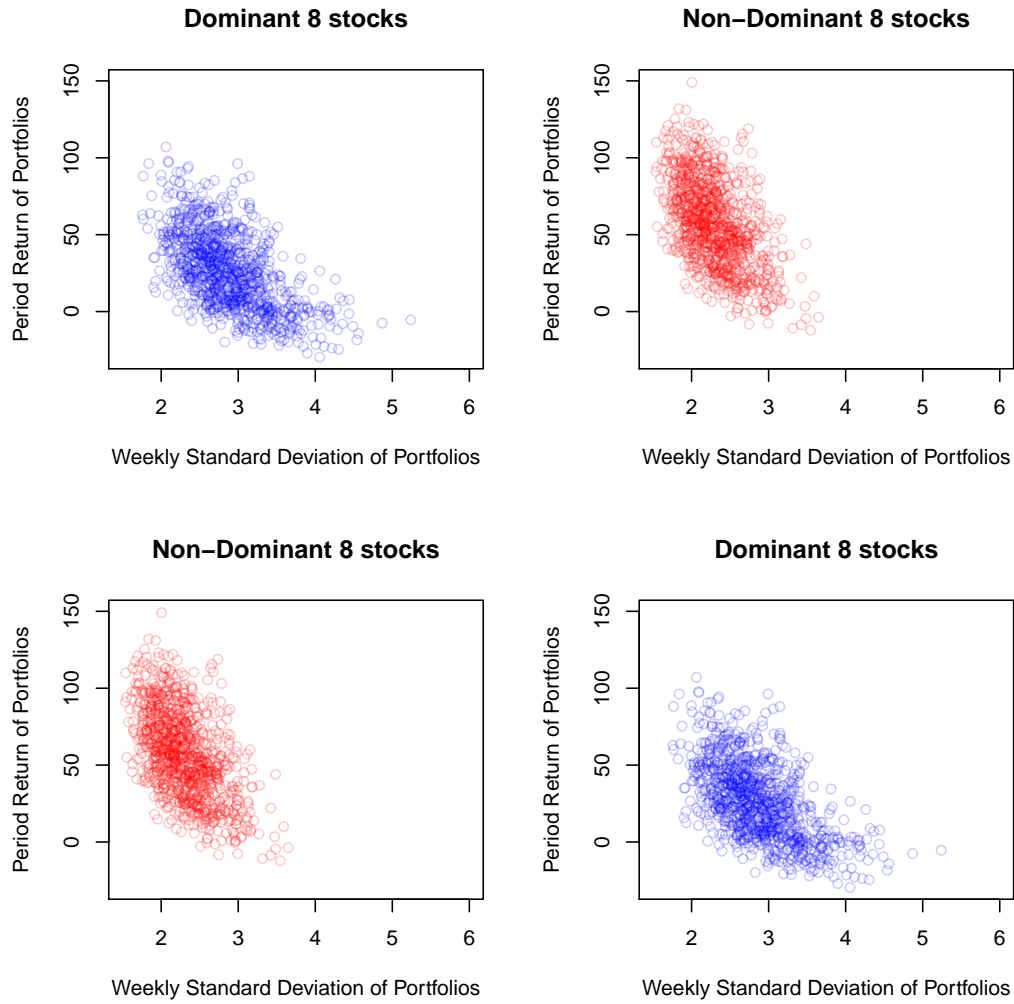 Dominant 8 stocks
Period Return of Portfolios
150
100
50
0
2 3 4 5 6
Weekly Standard Deviation of Portfolios
Non−Dominant 8 stocks
Period Return of Portfolios
150
100
50
0
2 3 4 5 6
Weekly Standard Deviation of Portfolios
Non−Dominant 8 stocks
Period Return of Portfolios
150
100
50
0
2 3 4 5 6
Weekly Standard Deviation of Portfolios
Dominant 8 stocks
Period Return of Portfolios
150
100
50
0
2 3 4 5 6
Weekly Standard Deviation of Portfolios